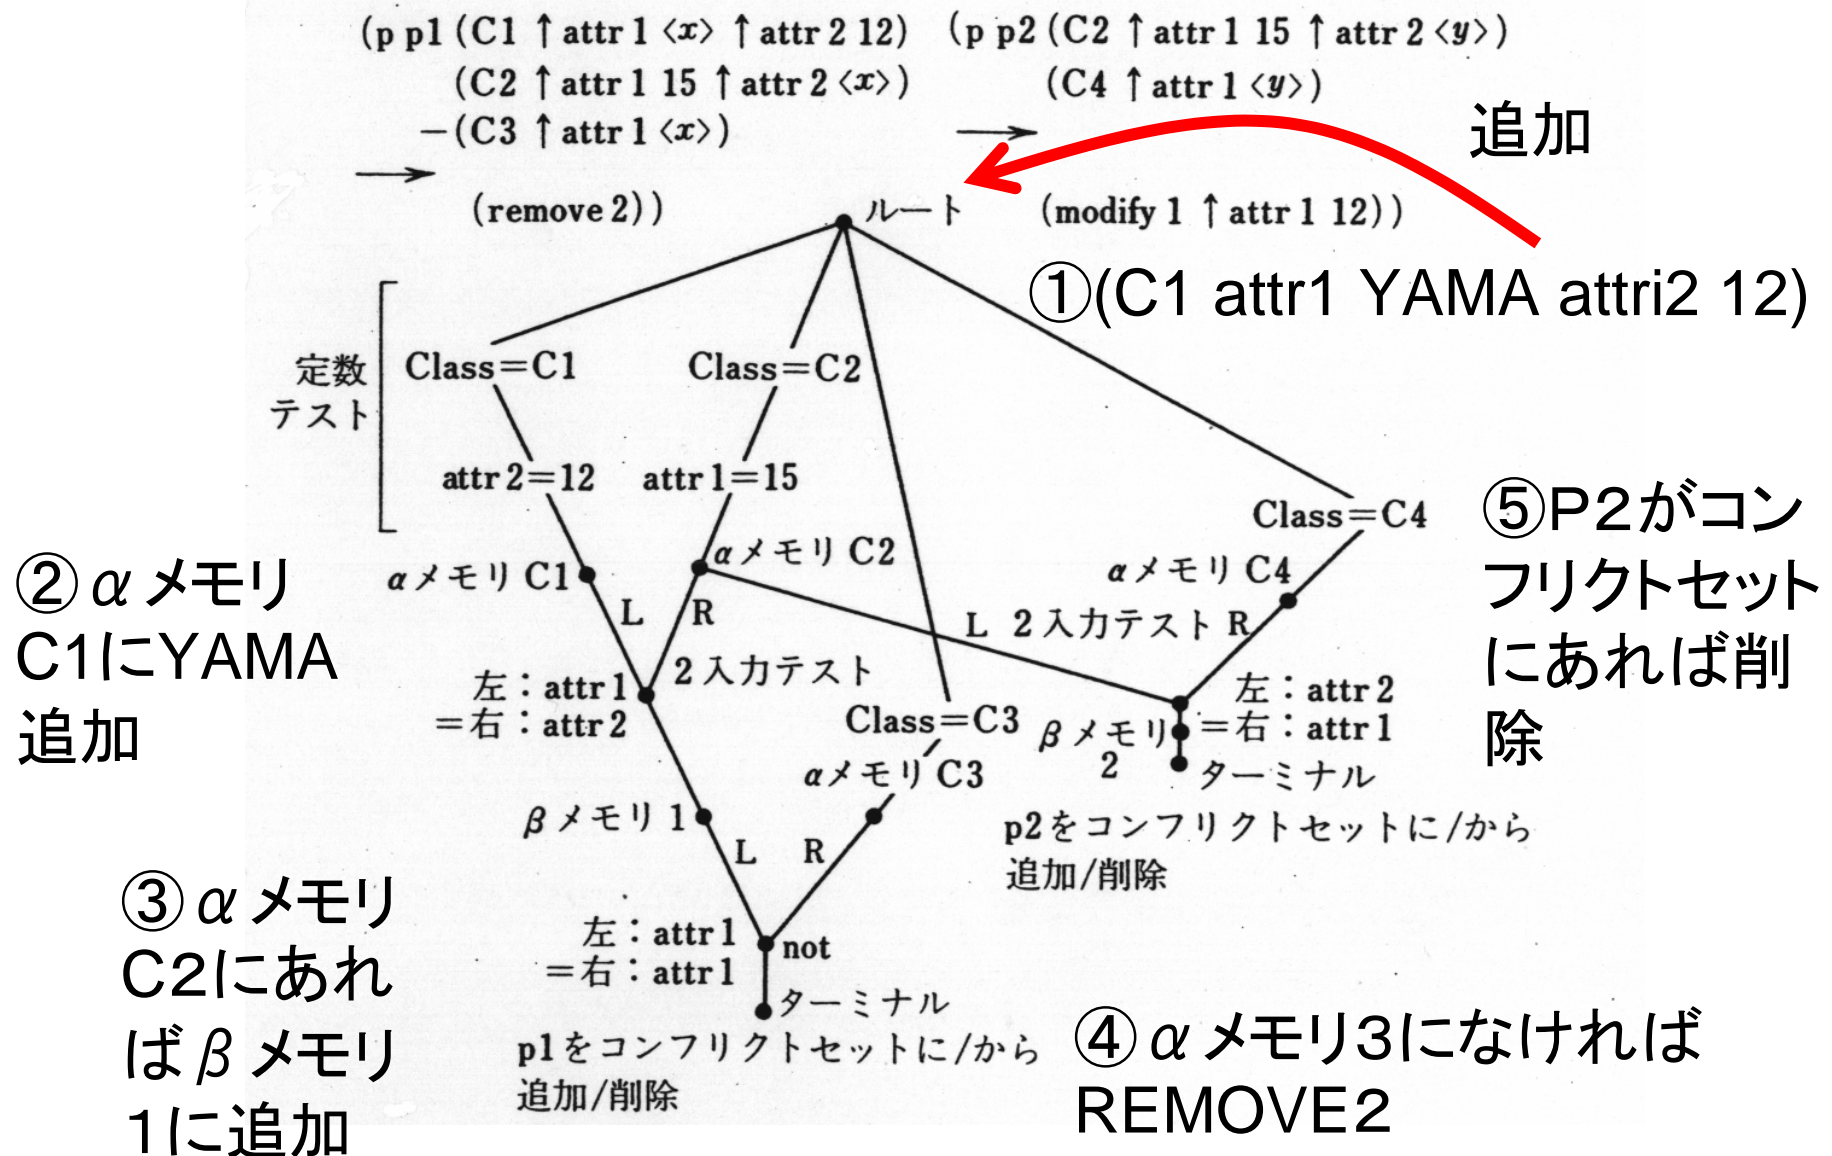 (p p1 (C1 ↑ attr 1 <x> ↑ attr 2 12)
(C2 ↑ attr 1 15 ↑ attr 2 <x>)
−(C3 ↑ attr 1 <x>)
→
(remove 2))
(p p2 (C2 ↑ attr 1 15 ↑ attr 2 <y>)
(C4 ↑ attr 1 <y>)
→
(modify 1 ↑ attr 1 12))
追加
①(C1 attr1 YAMA attri2 12)
ルート
定数
テスト
Class=C1
Class=C2
attr 2=12
attr 1=15
Class=C4
αメモリ C1
αメモリ C2
αメモリ C4
L
R
L
2入力テスト
R
2入力テスト
左：attr 1
=右：attr 2
Class=C3
αメモリ C3
左：attr 2
=右：attr 1
βメモリ
2
ターミナル
p2をコンフリクトセットに/から
追加/削除
βメモリ 1
L
R
左：attr 1
=右：attr 1
not
ターミナル
p1をコンフリクトセットに/から
追加/削除
②αメモリ
C1にYAMA
追加
③αメモリ
C２にあれ
ばβメモリ
１に追加
④αメモリ３になければ
REMOVE２
⑤Ｐ２がコン
フリクトセット
にあれば削
除